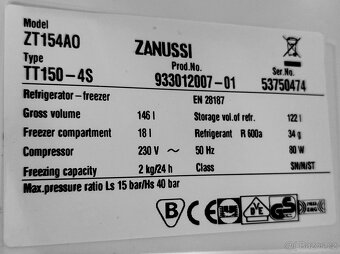 Model
ZT154AO ZANUSSI
Type Prod.No. Ser.No.
TT150-4S 933012007-01 53750474
Refrigerator-freezer EN 28187
Gross volume 146 l Storage vol.of refr. 122 l
Freezer compartment 18 l Refrigerant R 600a 34 g
Compressor 230 V ~ 50 Hz 80 W
Freezing capacity 2 kg/24 h Class SN/N/ST
Max.pressure ratio Ls 15 bar/Hs 40 bar
B C E VE